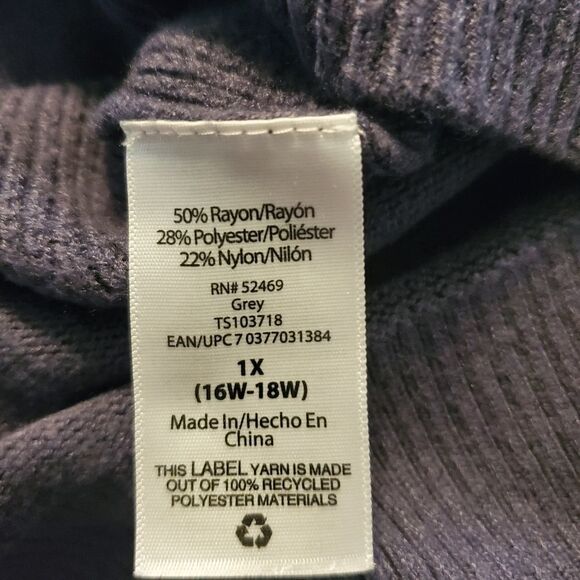 50% Rayon/Rayón
28% Polyester/Poliéster
22% Nylon/Nilón
RN# 52469
Grey
TS103718
EAN/UPC 7 0377031384
1X
(16W-18W)
Made In/Hecho En
China
THIS LABEL YARN IS MADE
OUT OF 100% RECYCLED
POLYESTER MATERIALS